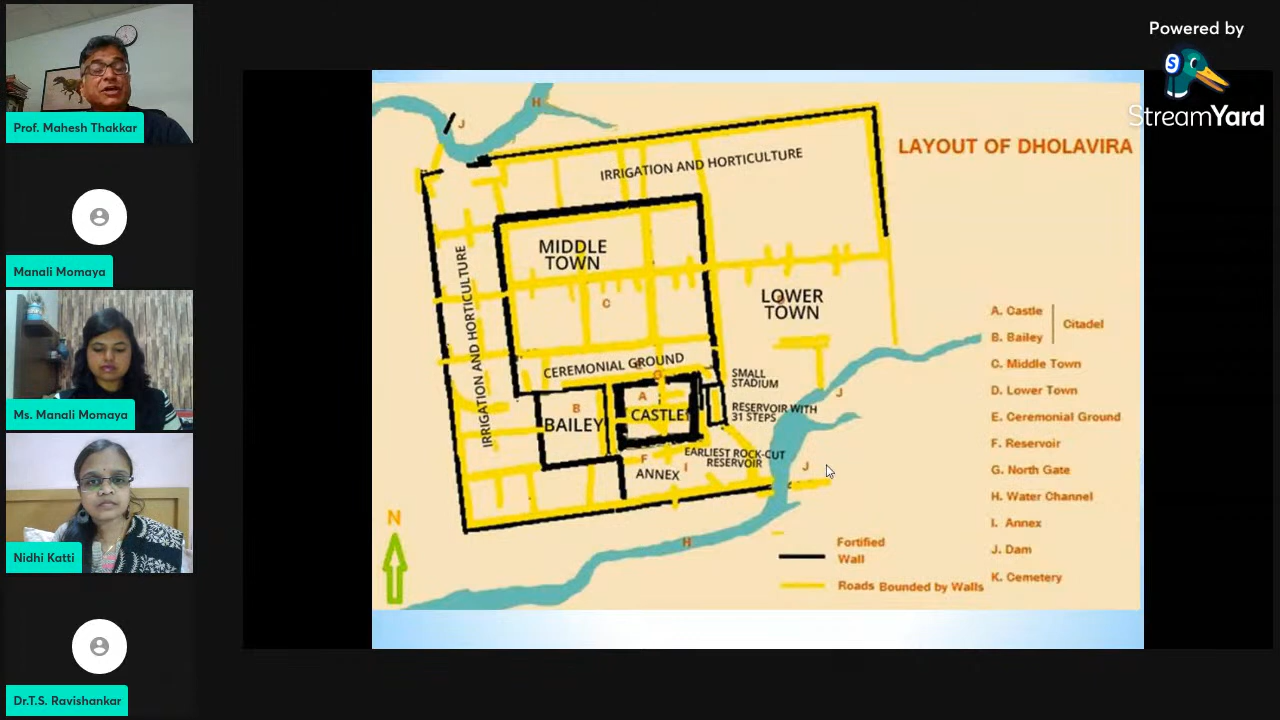 Powered by
StreamYard
Prof. Mahesh Thakkar
Manali Momaya
Ms. Manali Momaya
Nidhi Katti
Dr.T.S. Ravishankar
LAYOUT OF DHOLAVIRA
H
J
IRRIGATION AND HORTICULTURE
IRRIGATION AND HORTICULTURE
MIDDLE
TOWN
C
LOWER
TOWN
CEREMONIAL GROUND
SMALL
STADIUM
J
A
B
BAILEY
CASTLE
RESERVOIR WITH
31 STEPS
EARLIEST ROCK-CUT
RESERVOIR
F
I
J
ANNEX
N
H
Fortified
Wall
Roads Bounded by Walls
A. Castle
B. Bailey
Citadel
C. Middle Town
D. Lower Town
E. Ceremonial Ground
F. Reservoir
G. North Gate
H. Water Channel
I. Annex
J. Dam
K. Cemetery